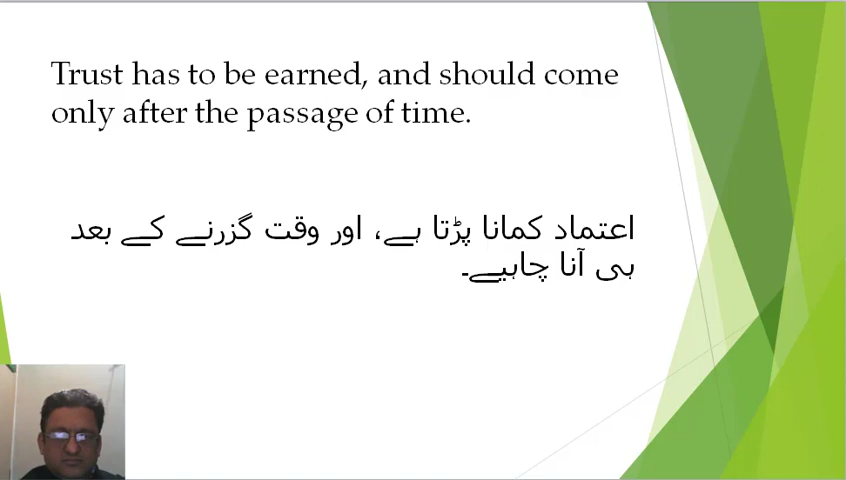 Trust has to be earned, and should come
only after the passage of time.
اعتماد کمانا پڑتا ہے، اور وقت گزرنے کے بعد
ہی آنا چاہیے۔